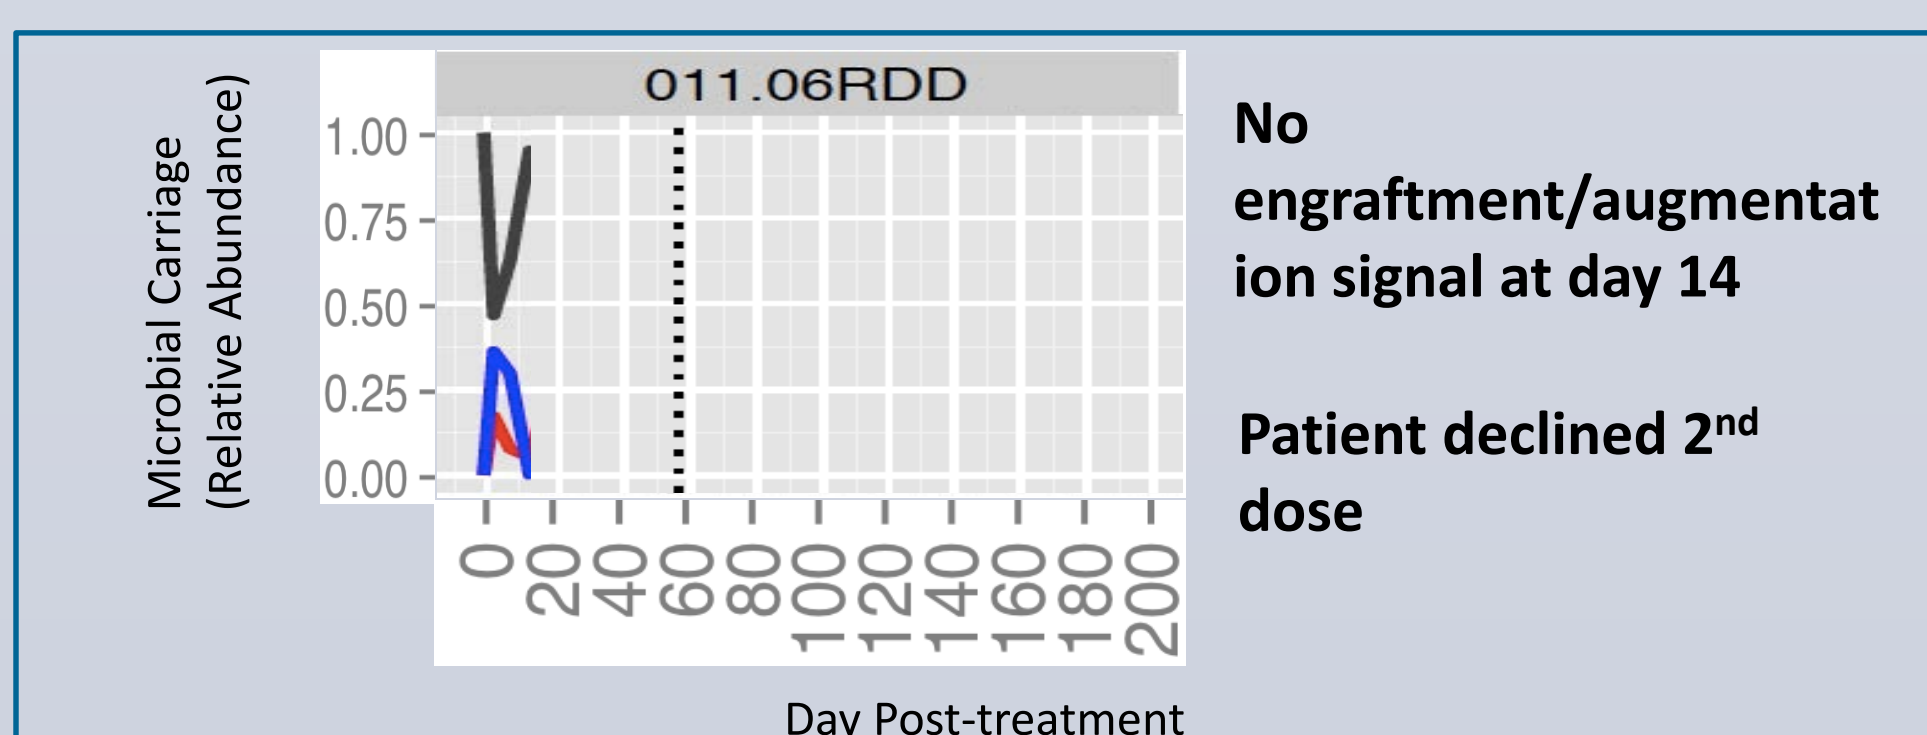 011.06RDD
Microbial Carriage
(Relative Abundance)
1.00
0.75
0.50
0.25
0.00
0
20
40
60
80
100
120
140
160
180
200
Day Post-treatment
No
engraftment/augmentat
ion signal at day 14
Patient declined 2nd
dose